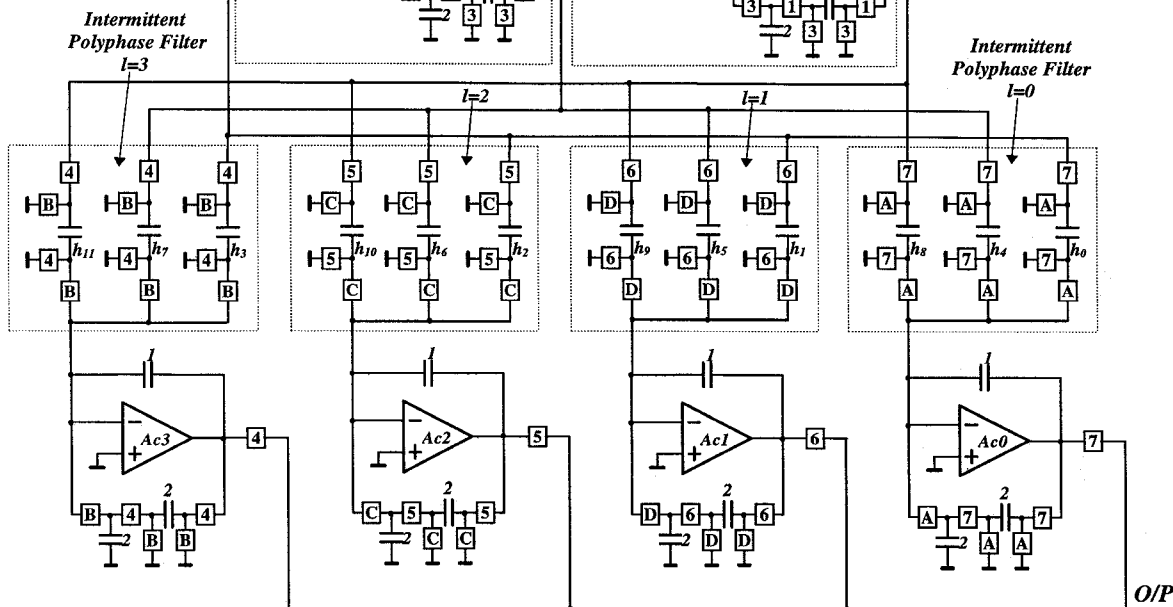 2 3 3
3 1 1
2 3 3
Intermittent
Polyphase Filter
l=3
l=2
l=1
Intermittent
Polyphase Filter
l=0
4 4 4 5 5 5 6 6 6 7 7 7
B B B C C C D D D A A A
h11 h7 h3 h10 h6 h2 h9 h5 h1 h8 h4 h0
4 4 4 5 5 5 6 6 6 7 7 7
B B B C C C D D D A A A
1 1 1 1
− − − −
Ac3 4 Ac2 5 Ac1 6 Ac0 7
+ + + +
2 2 2 2
B 4 4 C 5 5 D 6 6 A 7 7
2 B B 2 C C 2 D D 2 A A
O/P